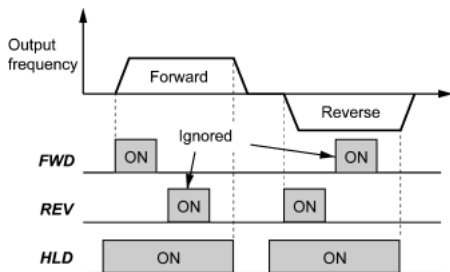 Output
frequency
Forward
Reverse
Ignored
FWD
ON
ON
REV
ON
ON
HLD
ON
ON